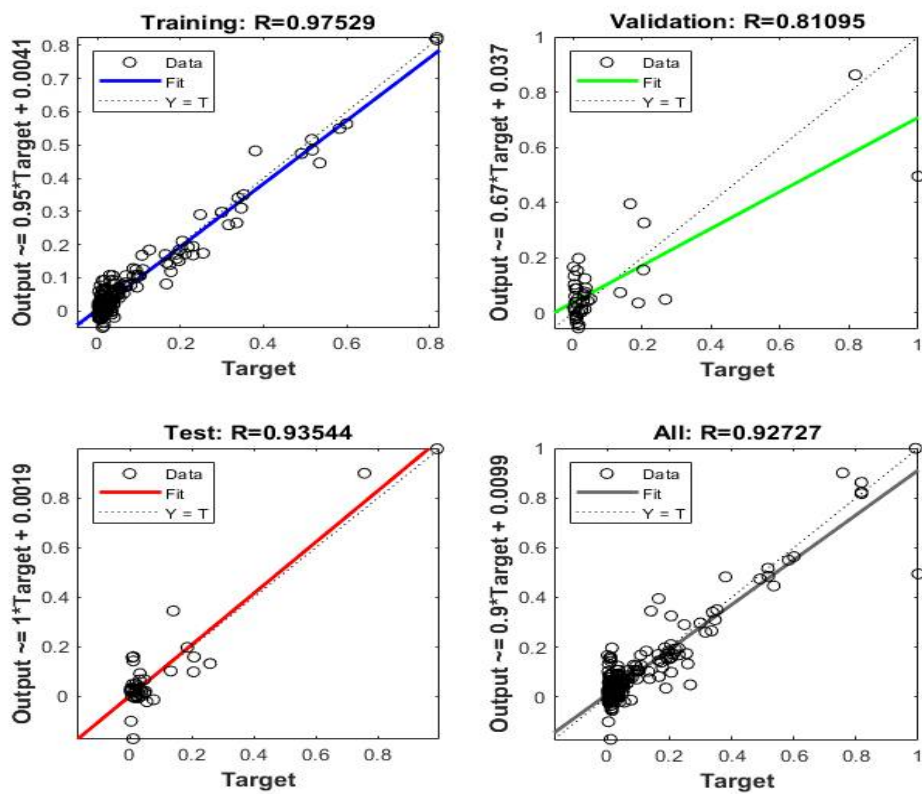 Training: R=0.97529
Output ~= 0.95*Target + 0.0041
0.8
0.7
0.6
0.5
0.4
0.3
0.2
0.1
0
Data
Fit
Y = T
0
0.2
0.4
0.6
0.8
Target
Validation: R=0.81095
Output ~= 0.67*Target + 0.037
1
0.8
0.6
0.4
0.2
0
Data
Fit
Y = T
0
0.2
0.4
0.6
0.8
1
Target
Test: R=0.93544
Output ~= 1*Target + 0.0019
1
0.8
0.6
0.4
0.2
0
Data
Fit
Y = T
0
0.2
0.4
0.6
0.8
Target
All: R=0.92727
Output ~= 0.9*Target + 0.0099
1
0.8
0.6
0.4
0.2
0
Data
Fit
Y = T
0
0.2
0.4
0.6
0.8
1
Target